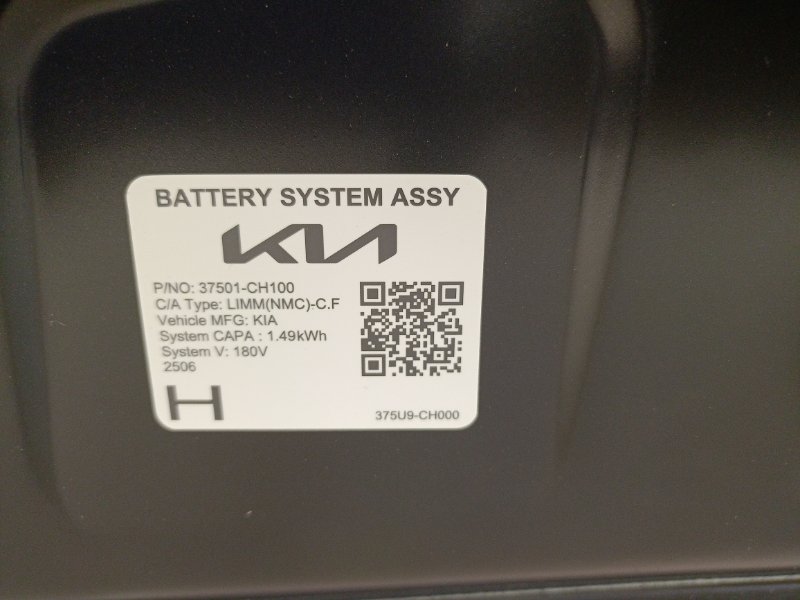 BATTERY SYSTEM ASSY
KIA
P/NO: 37501-CH100
C/A Type: LIMM(NMC)-C.F
Vehicle MFG: KIA
System CAPA : 1.49kWh
System V: 180V
2506
H
375U9-CH000